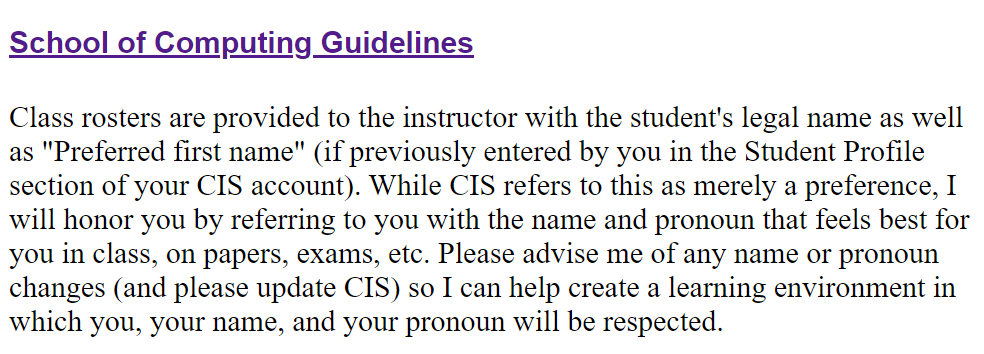 School of Computing Guidelines
Class rosters are provided to the instructor with the student's legal name as well
as "Preferred first name" (if previously entered by you in the Student Profile
section of your CIS account). While CIS refers to this as merely a preference, I
will honor you by referring to you with the name and pronoun that feels best for
you in class, on papers, exams, etc. Please advise me of any name or pronoun
changes (and please update CIS) so I can help create a learning environment in
which you, your name, and your pronoun will be respected.